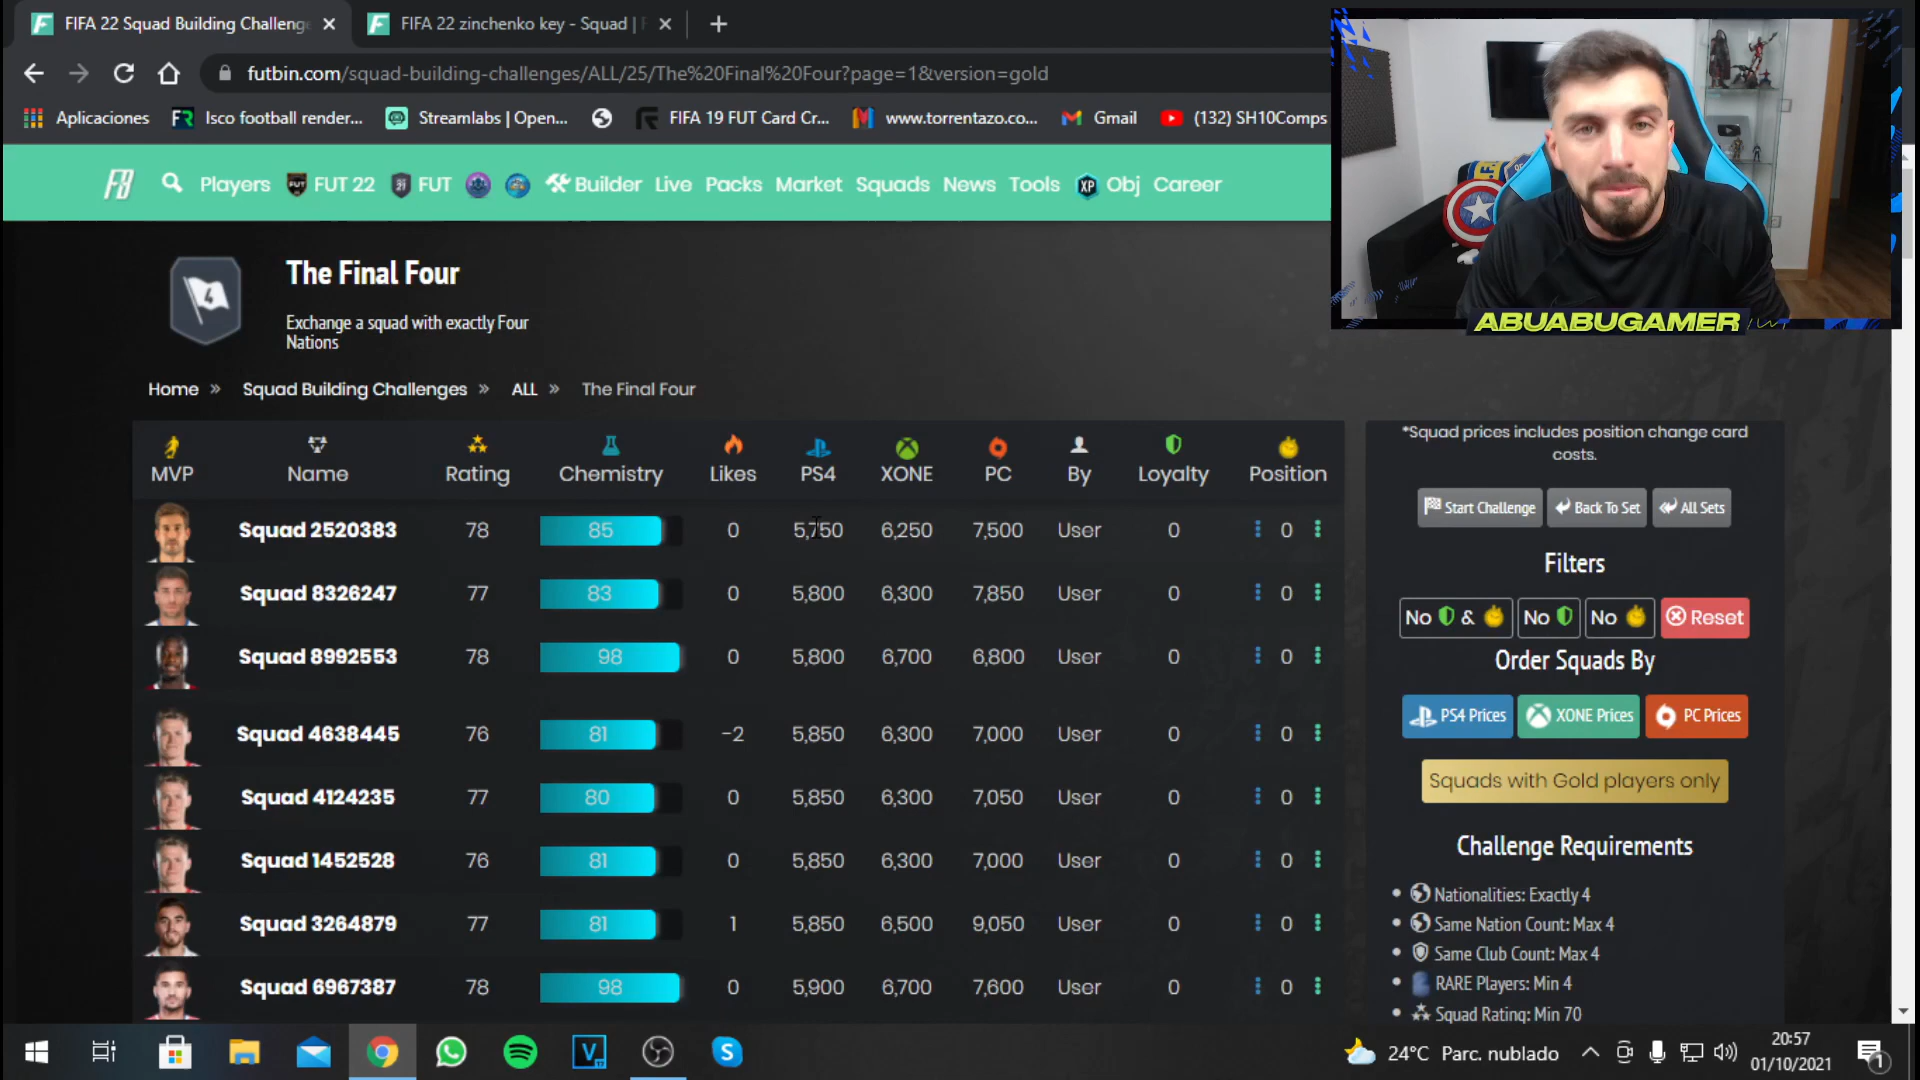 FIFA 22 Squad Building Challenge
FIFA 22 zinchenko key - Squad |
futbin.com/squad-building-challenges/ALL/25/The%20Final%20Four?page=1&version=gold
Aplicaciones
Isco football render...
Streamlabs | Open...
FIFA 19 FUT Card Cr...
www.torrentazo.co...
Gmail
(132) SH10Comps
Players
FUT 22
FUT
Builder
Live
Packs
Market
Squads
News
Tools
XP
Obj
Career
ABUABUGAMER
4
The Final Four
Exchange a squad with exactly Four
Nations
Home » Squad Building Challenges » ALL » The Final Four
MVP Name Rating Chemistry Likes PS4 XONE PC By Loyalty Position
Squad 2520383 78 85 0 6,250 7,500 User 0 0
Squad 8326247 77 83 0 5,800 6,300 7,850 User 0 0
Squad 8992553 78 98 0 5,800 6,700 6,800 User 0 0
Squad 4638445 76 81 -2 5,850 6,300 7,000 User 0 0
Squad 4124235 77 80 0 5,850 6,300 7,050 User 0 0
Squad 1452528 76 81 0 5,850 6,300 7,000 User 0 0
Squad 3264879 77 81 1 5,850 6,500 9,050 User 0 0
Squad 6967387 78 98 0 5,900 6,700 7,600 User 0 0
*Squad prices includes position change card
costs.
Start Challenge
Back To Set
All Sets
Filters
No &
No
No
Reset
Order Squads By
PS4 Prices
XONE Prices
PC Prices
Squads with Gold players only
Challenge Requirements
Nationalities: Exactly 4
Same Nation Count: Max 4
Same Club Count: Max 4
RARE Players: Min 4
Squad Rating: Min 70
24°C Parc. nublado
20:57
01/10/2021
1